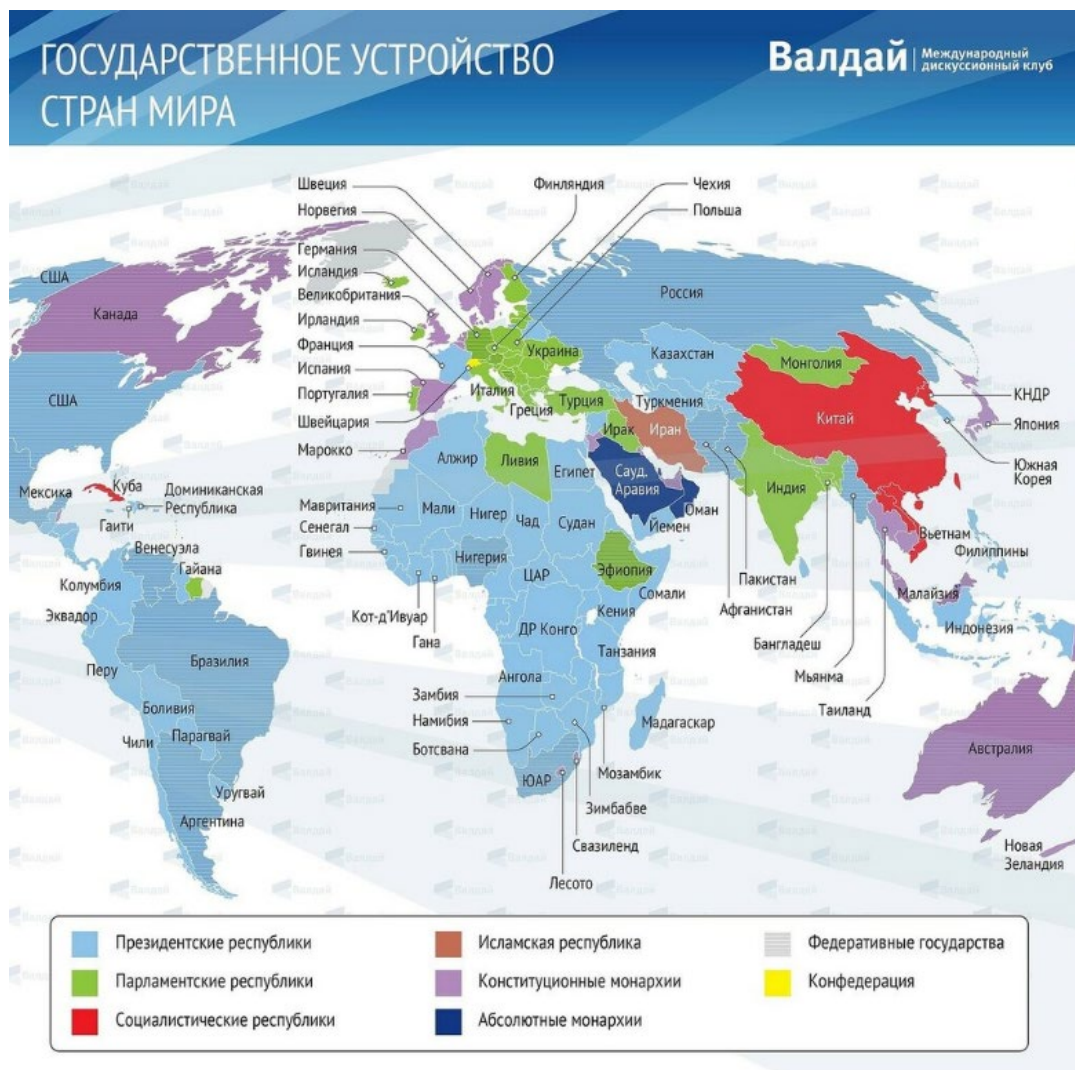 ГОСУДАРСТВЕННОЕ УСТРОЙСТВО
СТРАН МИРА
Валдай
Международный
дискуссионный клуб
Швеция
Финляндия
Чехия
Норвегия
Польша
Германия
Исландия
США
Великобритания
Россия
Канада
Ирландия
Франция
Украина
Казахстан
Монголия
Испания
США
Португалия
Италия
Турция
Туркмения
КНДР
Греция
Швейцария
Китай
Япония
Ирак
Иран
Марокко
Алжир
Ливия
Египет
Сауд.
Аравия
Южная
Корея
Куба
Мексика
Доминиканская
Республика
Индия
Гаити
Мавритания
Мали
Нигер
Чад
Судан
Оман
Йемен
Сенегал
Вьетнам
Венесуэла
Гвинея
Нигерия
Филиппины
Гайана
Эфиопия
Колумбия
ЦАР
Пакистан
Сомали
Малайзия
Эквадор
Кот-д'Ивуар
Кения
Афганистан
Гана
ДР Конго
Индонезия
Бангладеш
Перу
Бразилия
Танзания
Ангола
Мьянма
Замбия
Боливия
Таиланд
Намибия
Мадагаскар
Чили
Парагвай
Ботсвана
Австралия
Мозамбик
ЮАР
Уругвай
Зимбабве
Аргентина
Свазиленд
Новая
Зеландия
Лесото
Президентские республики
Исламская республика
Федеративные государства
Парламентские республики
Конституционные монархии
Конфедерация
Социалистические республики
Абсолютные монархии